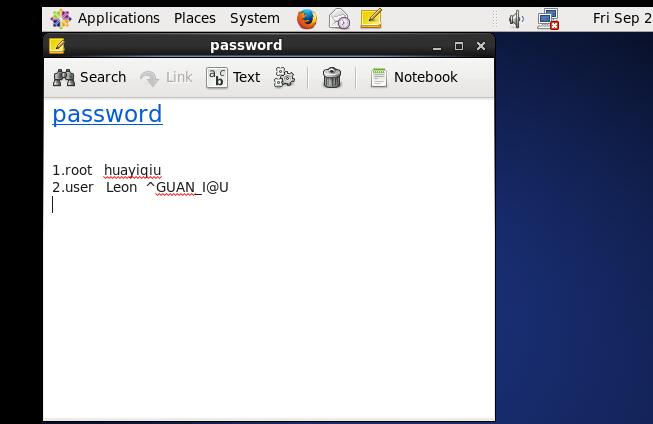 Applications Places System Fri Sep 2
password
Search Link abc Text Notebook
password
1.root huayiqiu
2.user Leon ^GUAN_I@U